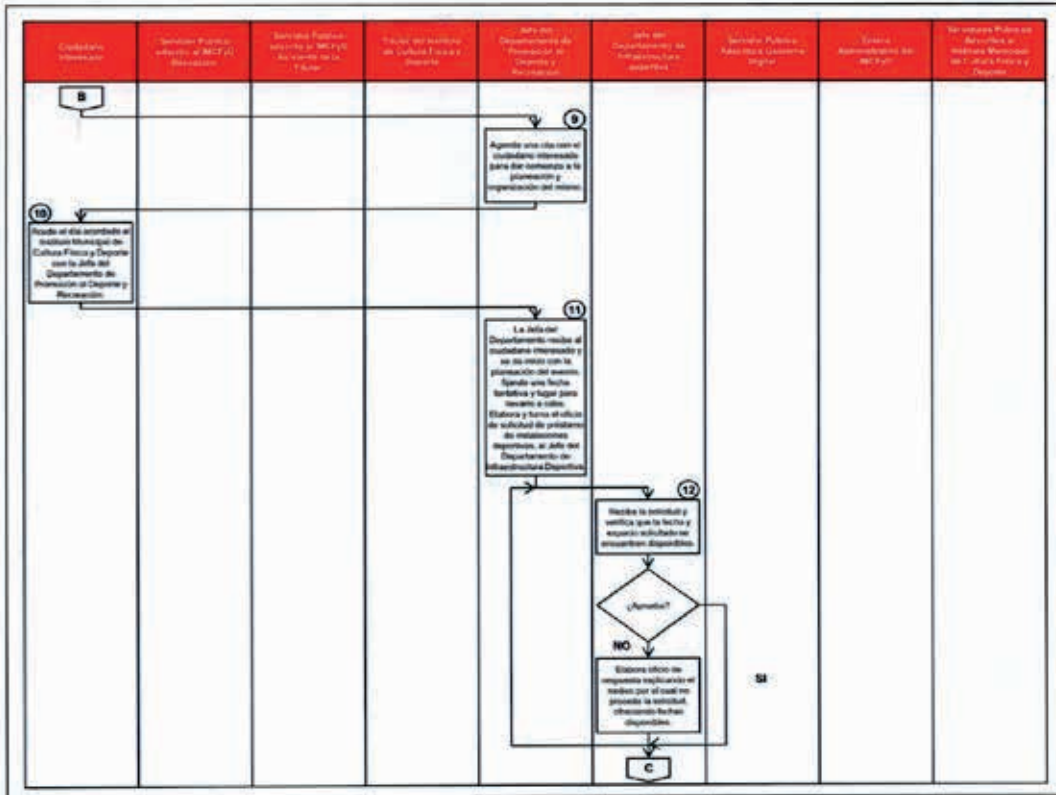 Ciudadano
Interesado
Servidor Público
adscrito al IMCFyD
Recepción
Servidor Público
adscrito al IMCFyD
Asistente de la
Titular
Titular del Instituto
de Cultura Física y
Deporte
Jefa del
Departamento de
Promoción al
Deporte y
Recreación
Jefe del
Departamento de
Infraestructura
deportiva
Servidor Público
Gobierno
Digital
Enlace
Administrativo del
IMCFyD
Servidores Públicos
Adscritos al
Instituto Municipal
de Cultura Física y
Deporte
B
9
Agenda una cita con el
ciudadano interesado
para dar comienzo a la
planeación y
organización del mismo.
10
Acude el día acordado al
Instituto Municipal de
Cultura Física y Deporte
con la Jefa del
Departamento de
Promoción al Deporte y
Recreación
11
La Jefa del
Departamento recibe al
ciudadano interesado y
se da inicio con la
planeación del evento,
fijando una fecha
tentativa y lugar para
llevarlo a cabo.
Elabora y turna el oficio
de solicitud de préstamo
de instalaciones
deportivas, al Jefe del
Departamento de
Infraestructura Deportiva.
12
Recibe la solicitud y
verifica que la fecha y
espacio solicitado se
encuentren disponibles.
¿Aprueba?
NO
SI
Elabora oficio de
respuesta explicando el
motivo por el cual no
procede la solicitud,
ofreciendo fechas
disponibles.
C